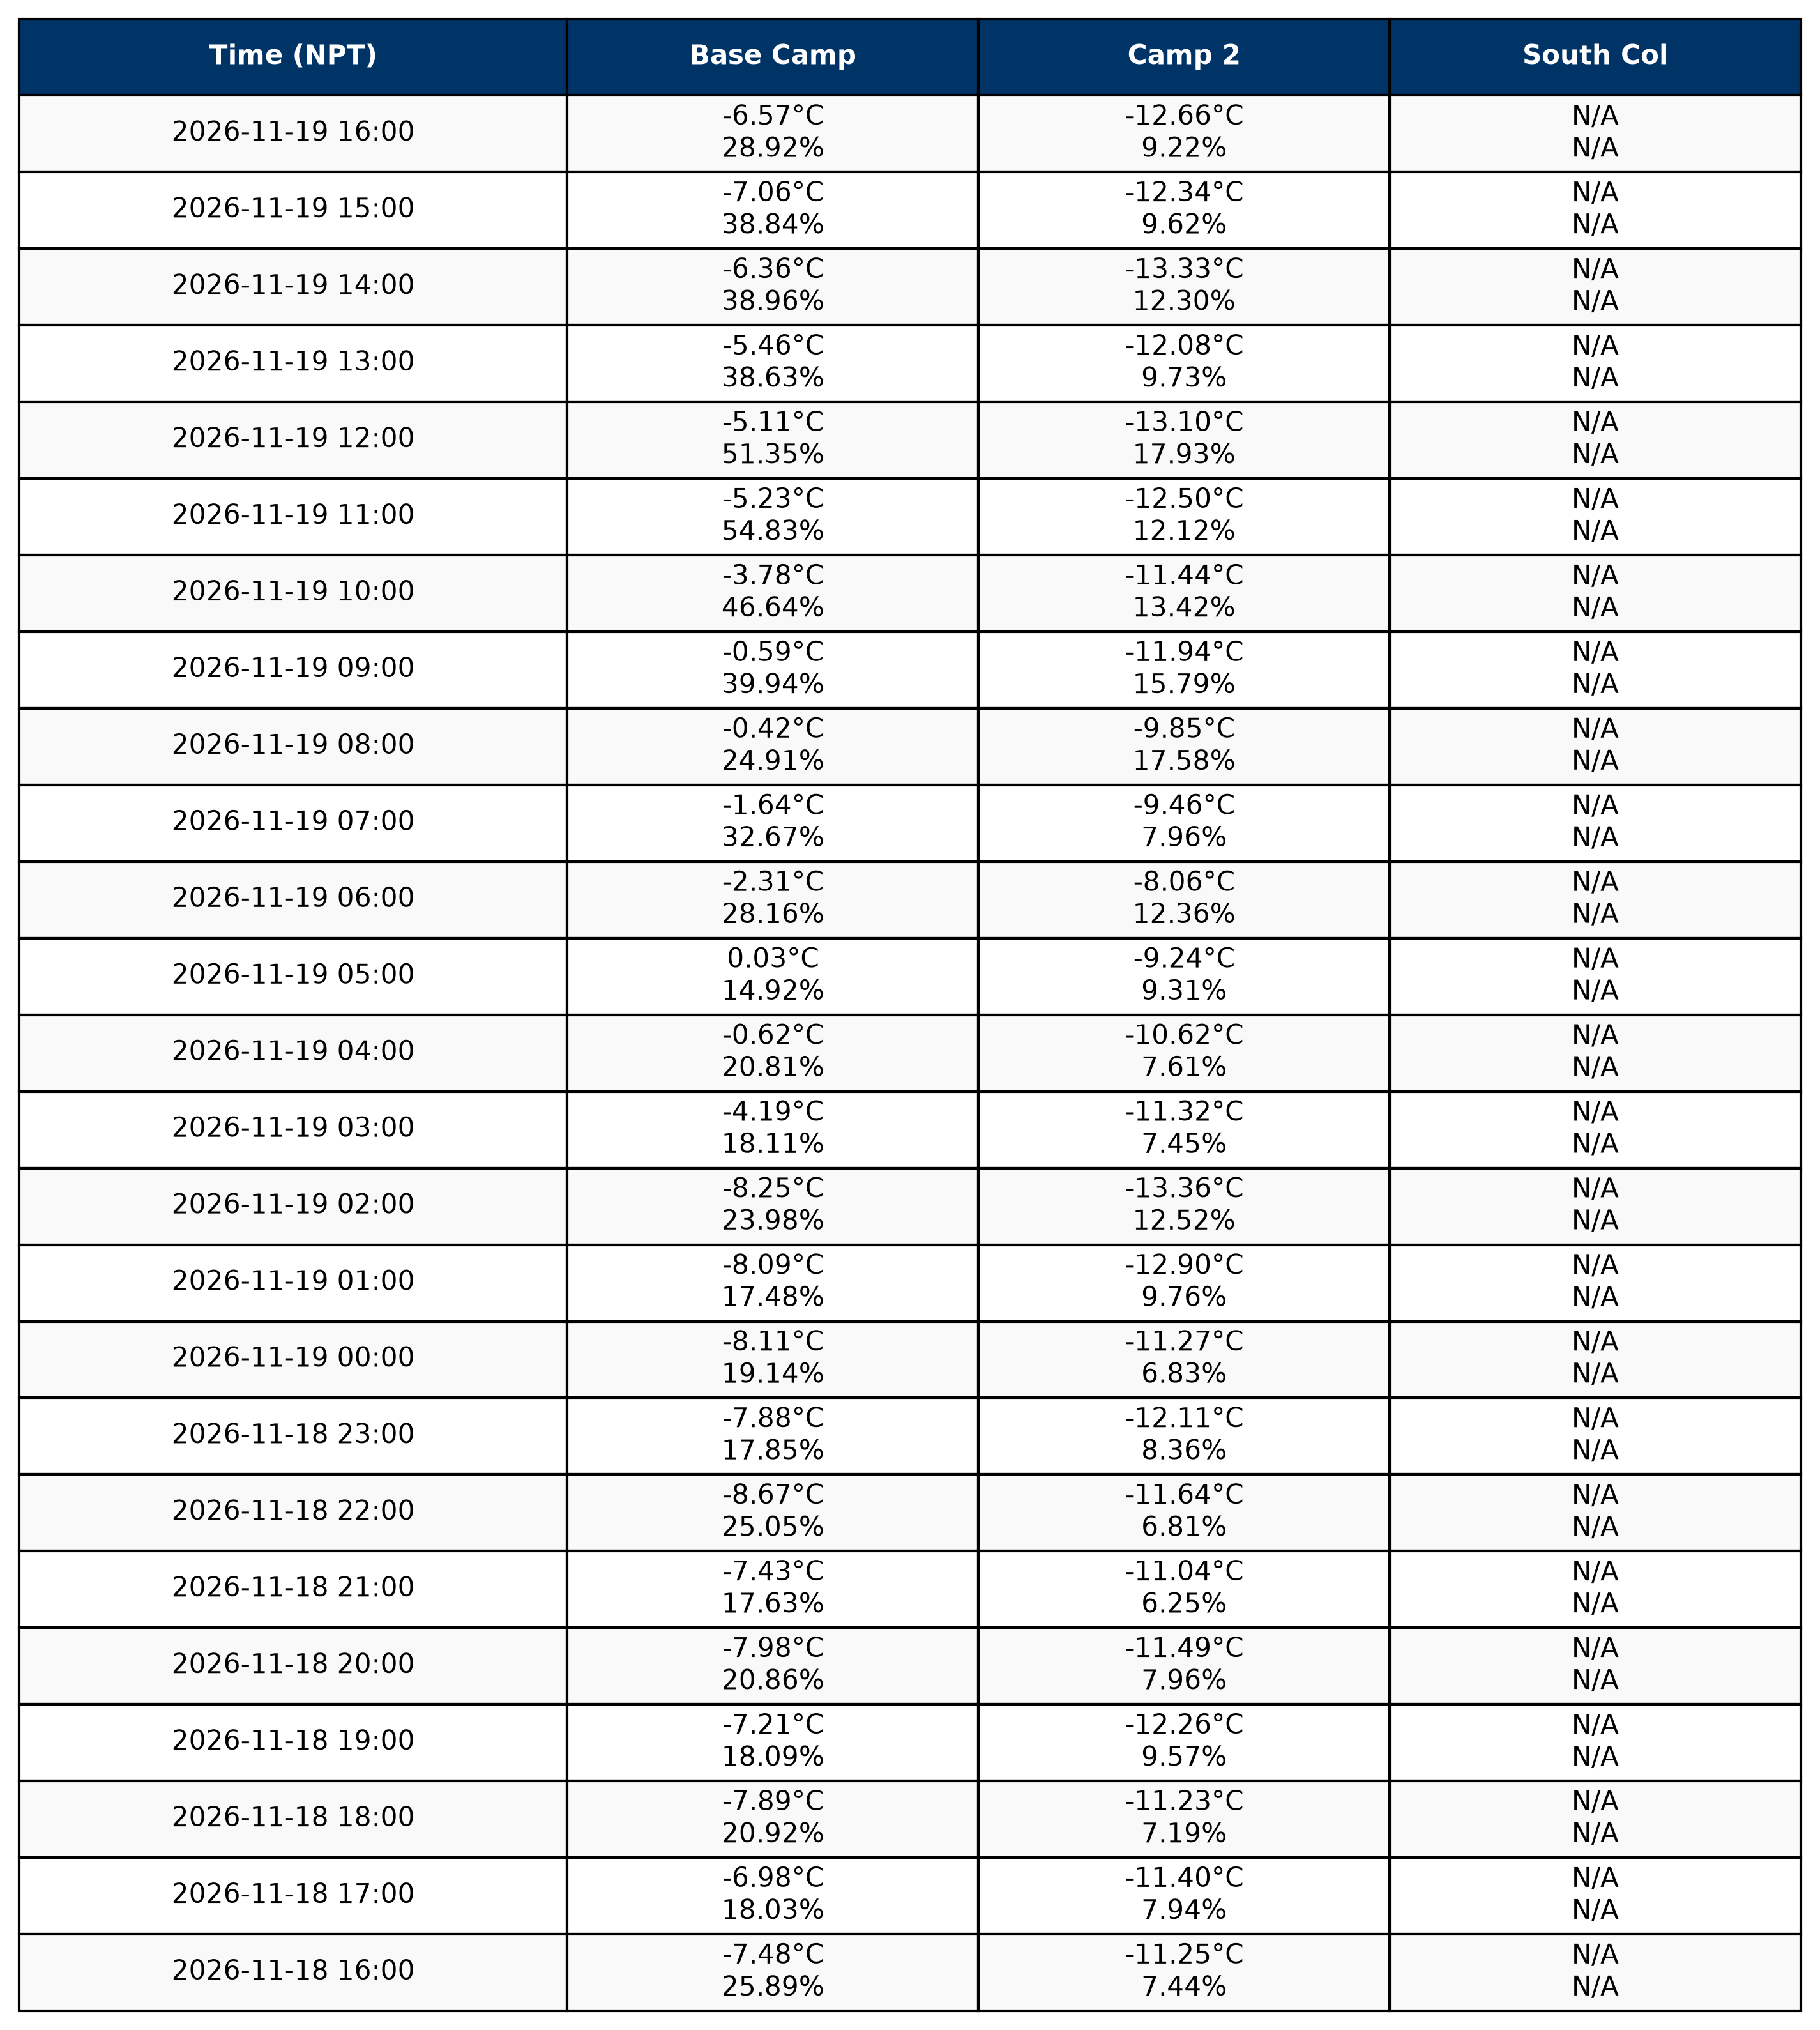 Time (NPT) Base Camp Camp 2 South Col
2026-11-19 16:00 -6.57°C -12.66°C N/A
28.92% 9.22% N/A
2026-11-19 15:00 -7.06°C -12.34°C N/A
38.84% 9.62% N/A
2026-11-19 14:00 -6.36°C -13.33°C N/A
38.96% 12.30% N/A
2026-11-19 13:00 -5.46°C -12.08°C N/A
38.63% 9.73% N/A
2026-11-19 12:00 -5.11°C -13.10°C N/A
51.35% 17.93% N/A
2026-11-19 11:00 -5.23°C -12.50°C N/A
54.83% 12.12% N/A
2026-11-19 10:00 -3.78°C -11.44°C N/A
46.64% 13.42% N/A
2026-11-19 09:00 -0.59°C -11.94°C N/A
39.94% 15.79% N/A
2026-11-19 08:00 -0.42°C -9.85°C N/A
24.91% 17.58% N/A
2026-11-19 07:00 -1.64°C -9.46°C N/A
32.67% 7.96% N/A
2026-11-19 06:00 -2.31°C -8.06°C N/A
28.16% 12.36% N/A
2026-11-19 05:00 0.03°C -9.24°C N/A
14.92% 9.31% N/A
2026-11-19 04:00 -0.62°C -10.62°C N/A
20.81% 7.61% N/A
2026-11-19 03:00 -4.19°C -11.32°C N/A
18.11% 7.45% N/A
2026-11-19 02:00 -8.25°C -13.36°C N/A
23.98% 12.52% N/A
2026-11-19 01:00 -8.09°C -12.90°C N/A
17.48% 9.76% N/A
2026-11-19 00:00 -8.11°C -11.27°C N/A
19.14% 6.83% N/A
2026-11-18 23:00 -7.88°C -12.11°C N/A
17.85% 8.36% N/A
2026-11-18 22:00 -8.67°C -11.64°C N/A
25.05% 6.81% N/A
2026-11-18 21:00 -7.43°C -11.04°C N/A
17.63% 6.25% N/A
2026-11-18 20:00 -7.98°C -11.49°C N/A
20.86% 7.96% N/A
2026-11-18 19:00 -7.21°C -12.26°C N/A
18.09% 9.57% N/A
2026-11-18 18:00 -7.89°C -11.23°C N/A
20.92% 7.19% N/A
2026-11-18 17:00 -6.98°C -11.40°C N/A
18.03% 7.94% N/A
2026-11-18 16:00 -7.48°C -11.25°C N/A
25.89% 7.44% N/A